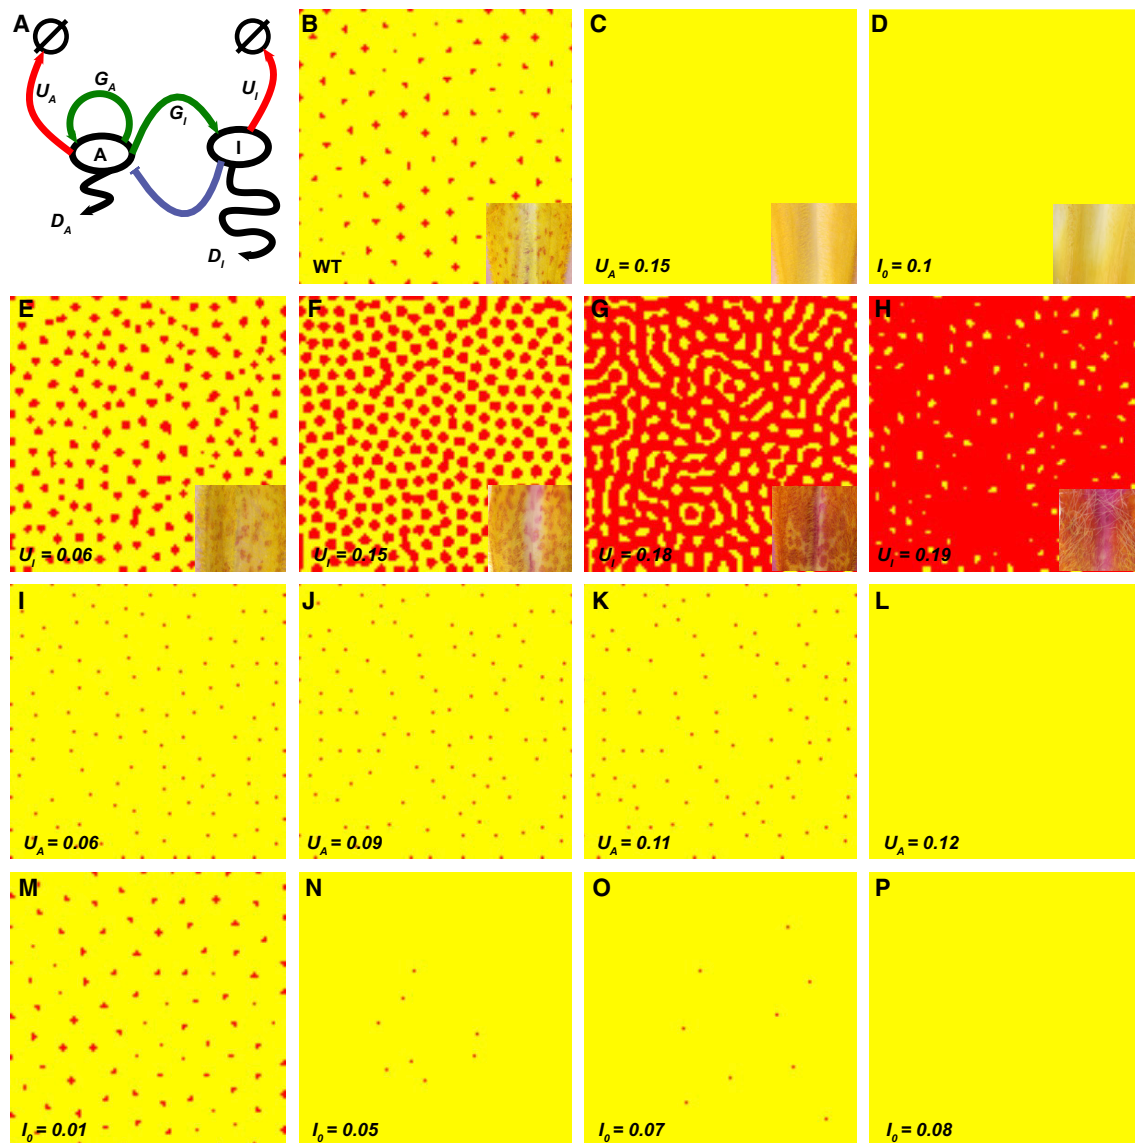 A
U_A
G_A
G_I
U_I
A
I
D_A
D_I
B
WT
C
U_A = 0.15
D
I_0 = 0.1
E
U_I = 0.06
F
U_I = 0.15
G
U_I = 0.18
H
U_I = 0.19
I
U_A = 0.06
J
U_A = 0.09
K
U_A = 0.11
L
U_A = 0.12
M
I_0 = 0.01
N
I_0 = 0.05
O
I_0 = 0.07
P
I_0 = 0.08